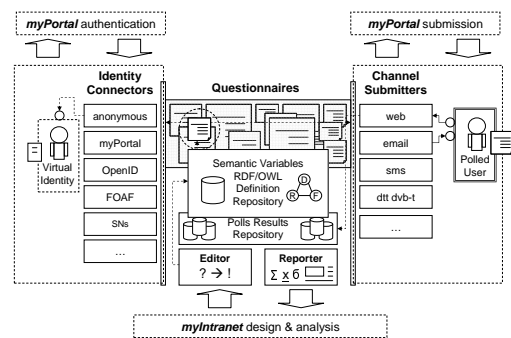 myPortal authentication
myPortal submission
Identity
Connectors
Questionnaires
Channel
Submitters
anonymous
myPortal
OpenID
FOAF
SNs
...
Virtual
Identity
Semantic Variables
RDF/OWL
Definition
Repository
D
R
F
Polls Results
Repository
Editor
? → !
Reporter
Σ x б
web
email
sms
dtt dvb-t
...
Polled
User
myIntranet design & analysis